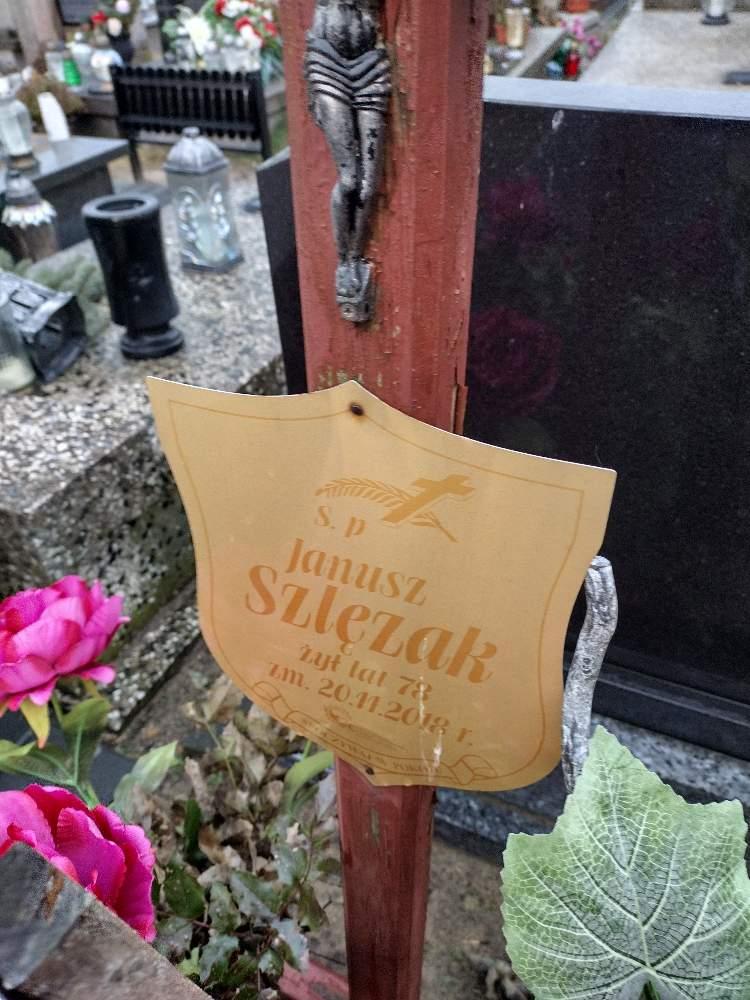 Ś. p
Janusz
Szlęzak
żył lat 78
zm. 20.11.2018 r.